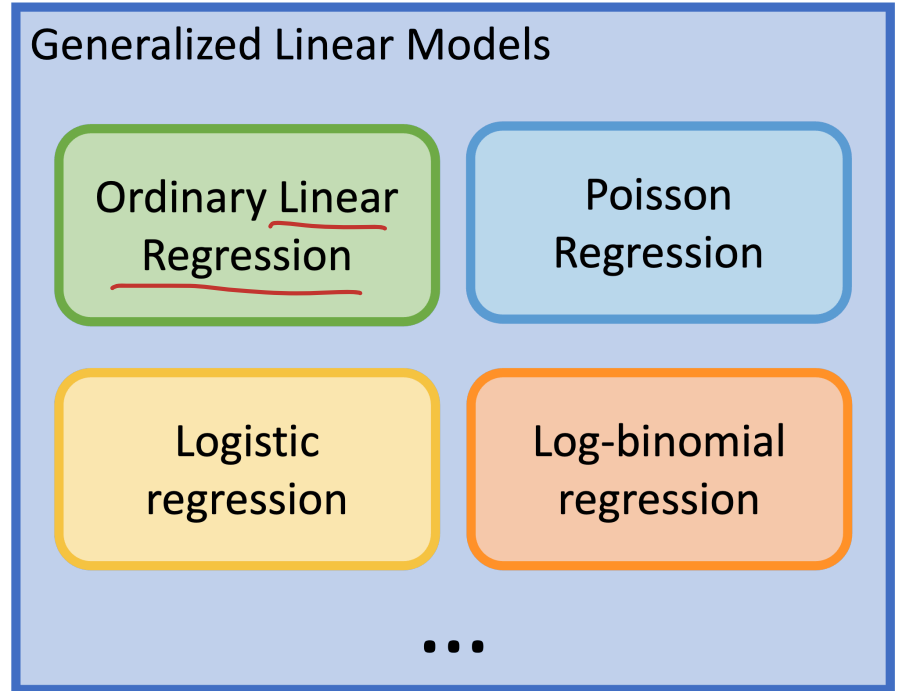 Generalized Linear Models
Ordinary Linear
Regression
Poisson
Regression
Logistic
regression
Log-binomial
regression
...